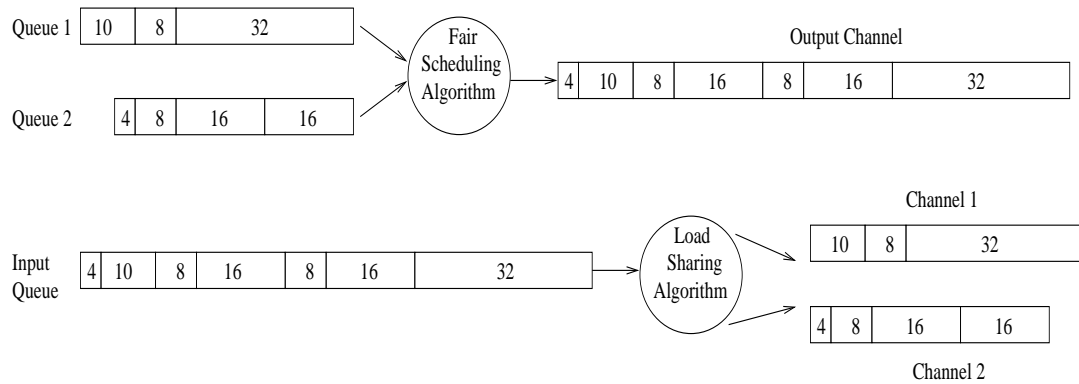 Queue 1
10 8 32
Fair
Scheduling
Algorithm
Output Channel
4 10 8 16 8 16 32
Queue 2
4 8 16 16
Channel 1
10 8 32
Input
Queue
4 10 8 16 8 16 32
Load
Sharing
Algorithm
4 8 16 16
Channel 2